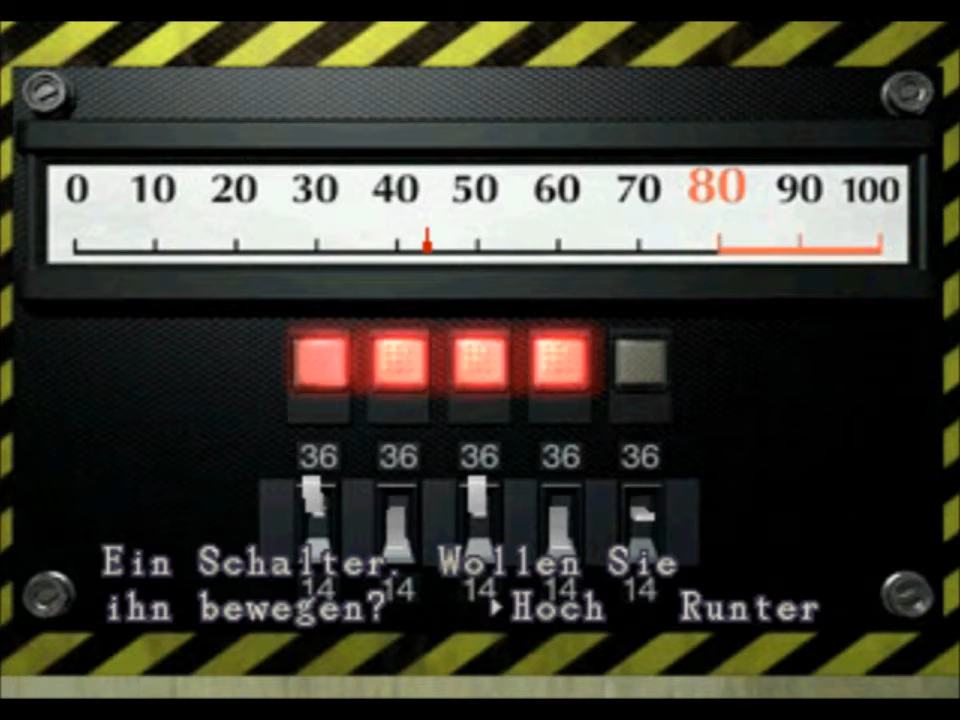 0 10 20 30 40 50 60 70 80 90 100
36 36 36 36 36
14 14 14 14 14
Ein Schalter. Wollen Sie
ihn bewegen? ▸Hoch Runter